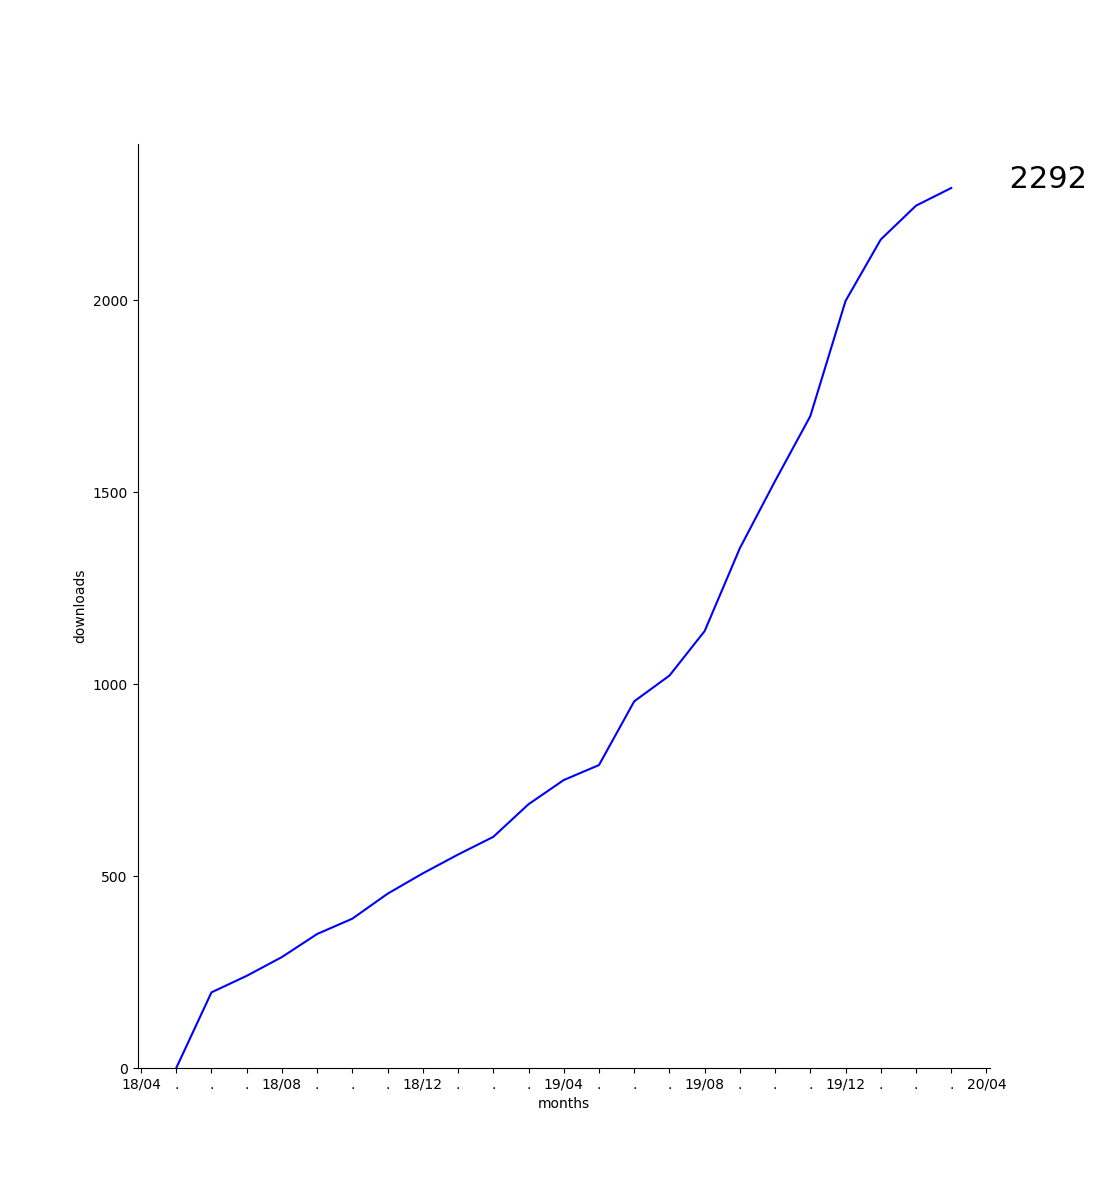 2292
2000
1500
downloads
1000
500
0
18/04 . . . 18/08 . . . 18/12 . . . 19/04 . . . 19/08 . . . 19/12 . . . 20/04
months